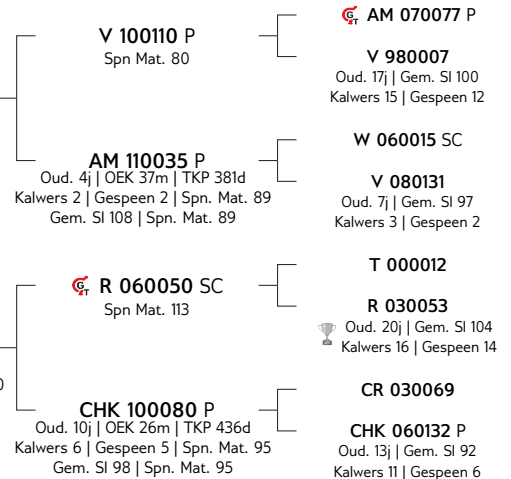 V 100110 P
Spn Mat. 80
AM 110035 P
Oud. 4j | OEK 37m | TKP 381d
Kalwers 2 | Gespeen 2 | Spn. Mat. 89
Gem. SI 108 | Spn. Mat. 89
GT R 060050 SC
Spn Mat. 113
0
CHK 100080 P
Oud. 10j | OEK 26m | TKP 436d
Kalwers 6 | Gespeen 5 | Spn. Mat. 95
Gem. SI 98 | Spn. Mat. 95
GT AM 070077 P
V 980007
Oud. 17j | Gem. SI 100
Kalwers 15 | Gespeen 12
W 060015 SC
V 080131
Oud. 7j | Gem. SI 97
Kalwers 3 | Gespeen 2
T 000012
R 030053
Oud. 20j | Gem. SI 104
Kalwers 16 | Gespeen 14
CR 030069
CHK 060132 P
Oud. 13j | Gem. SI 92
Kalwers 11 | Gespeen 6